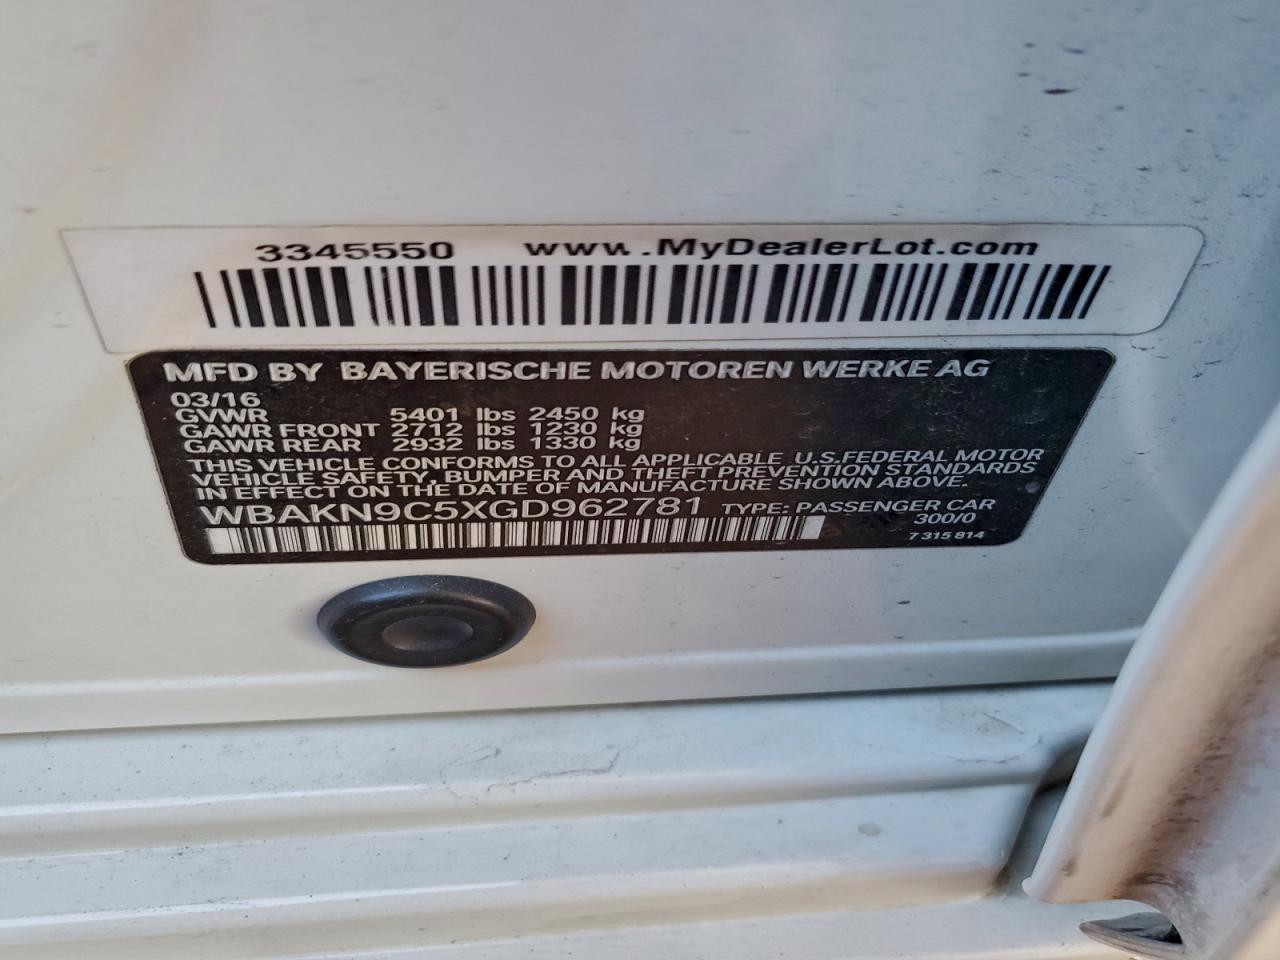 3345550 www.MyDealerLot.com
MFD BY BAYERISCHE MOTOREN WERKE AG
03/16
GVWR 5401 lbs 2450 kg
GAWR FRONT 2712 lbs 1230 kg
GAWR REAR 2932 lbs 1330 kg
THIS VEHICLE CONFORMS TO ALL APPLICABLE U.S.FEDERAL MOTOR
VEHICLE SAFETY, BUMPER AND THEFT PREVENTION STANDARDS
IN EFFECT ON THE DATE OF MANUFACTURE SHOWN ABOVE.
WBAKN9C5XGD962781 TYPE: PASSENGER CAR
300/0
7 315 814